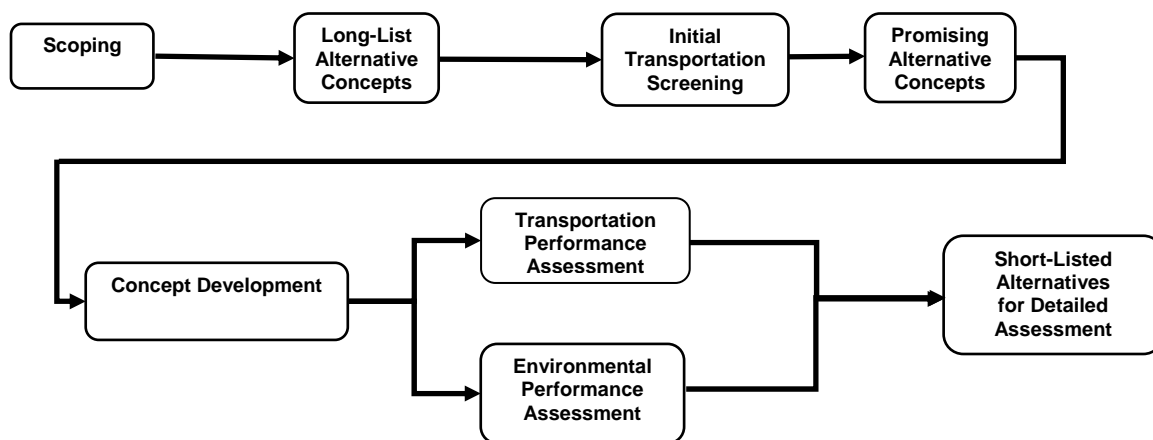 Scoping
Long-List
Alternative
Concepts
Initial
Transportation
Screening
Promising
Alternative
Concepts
Concept Development
Transportation
Performance
Assessment
Environmental
Performance
Assessment
Short-Listed
Alternatives
for Detailed
Assessment